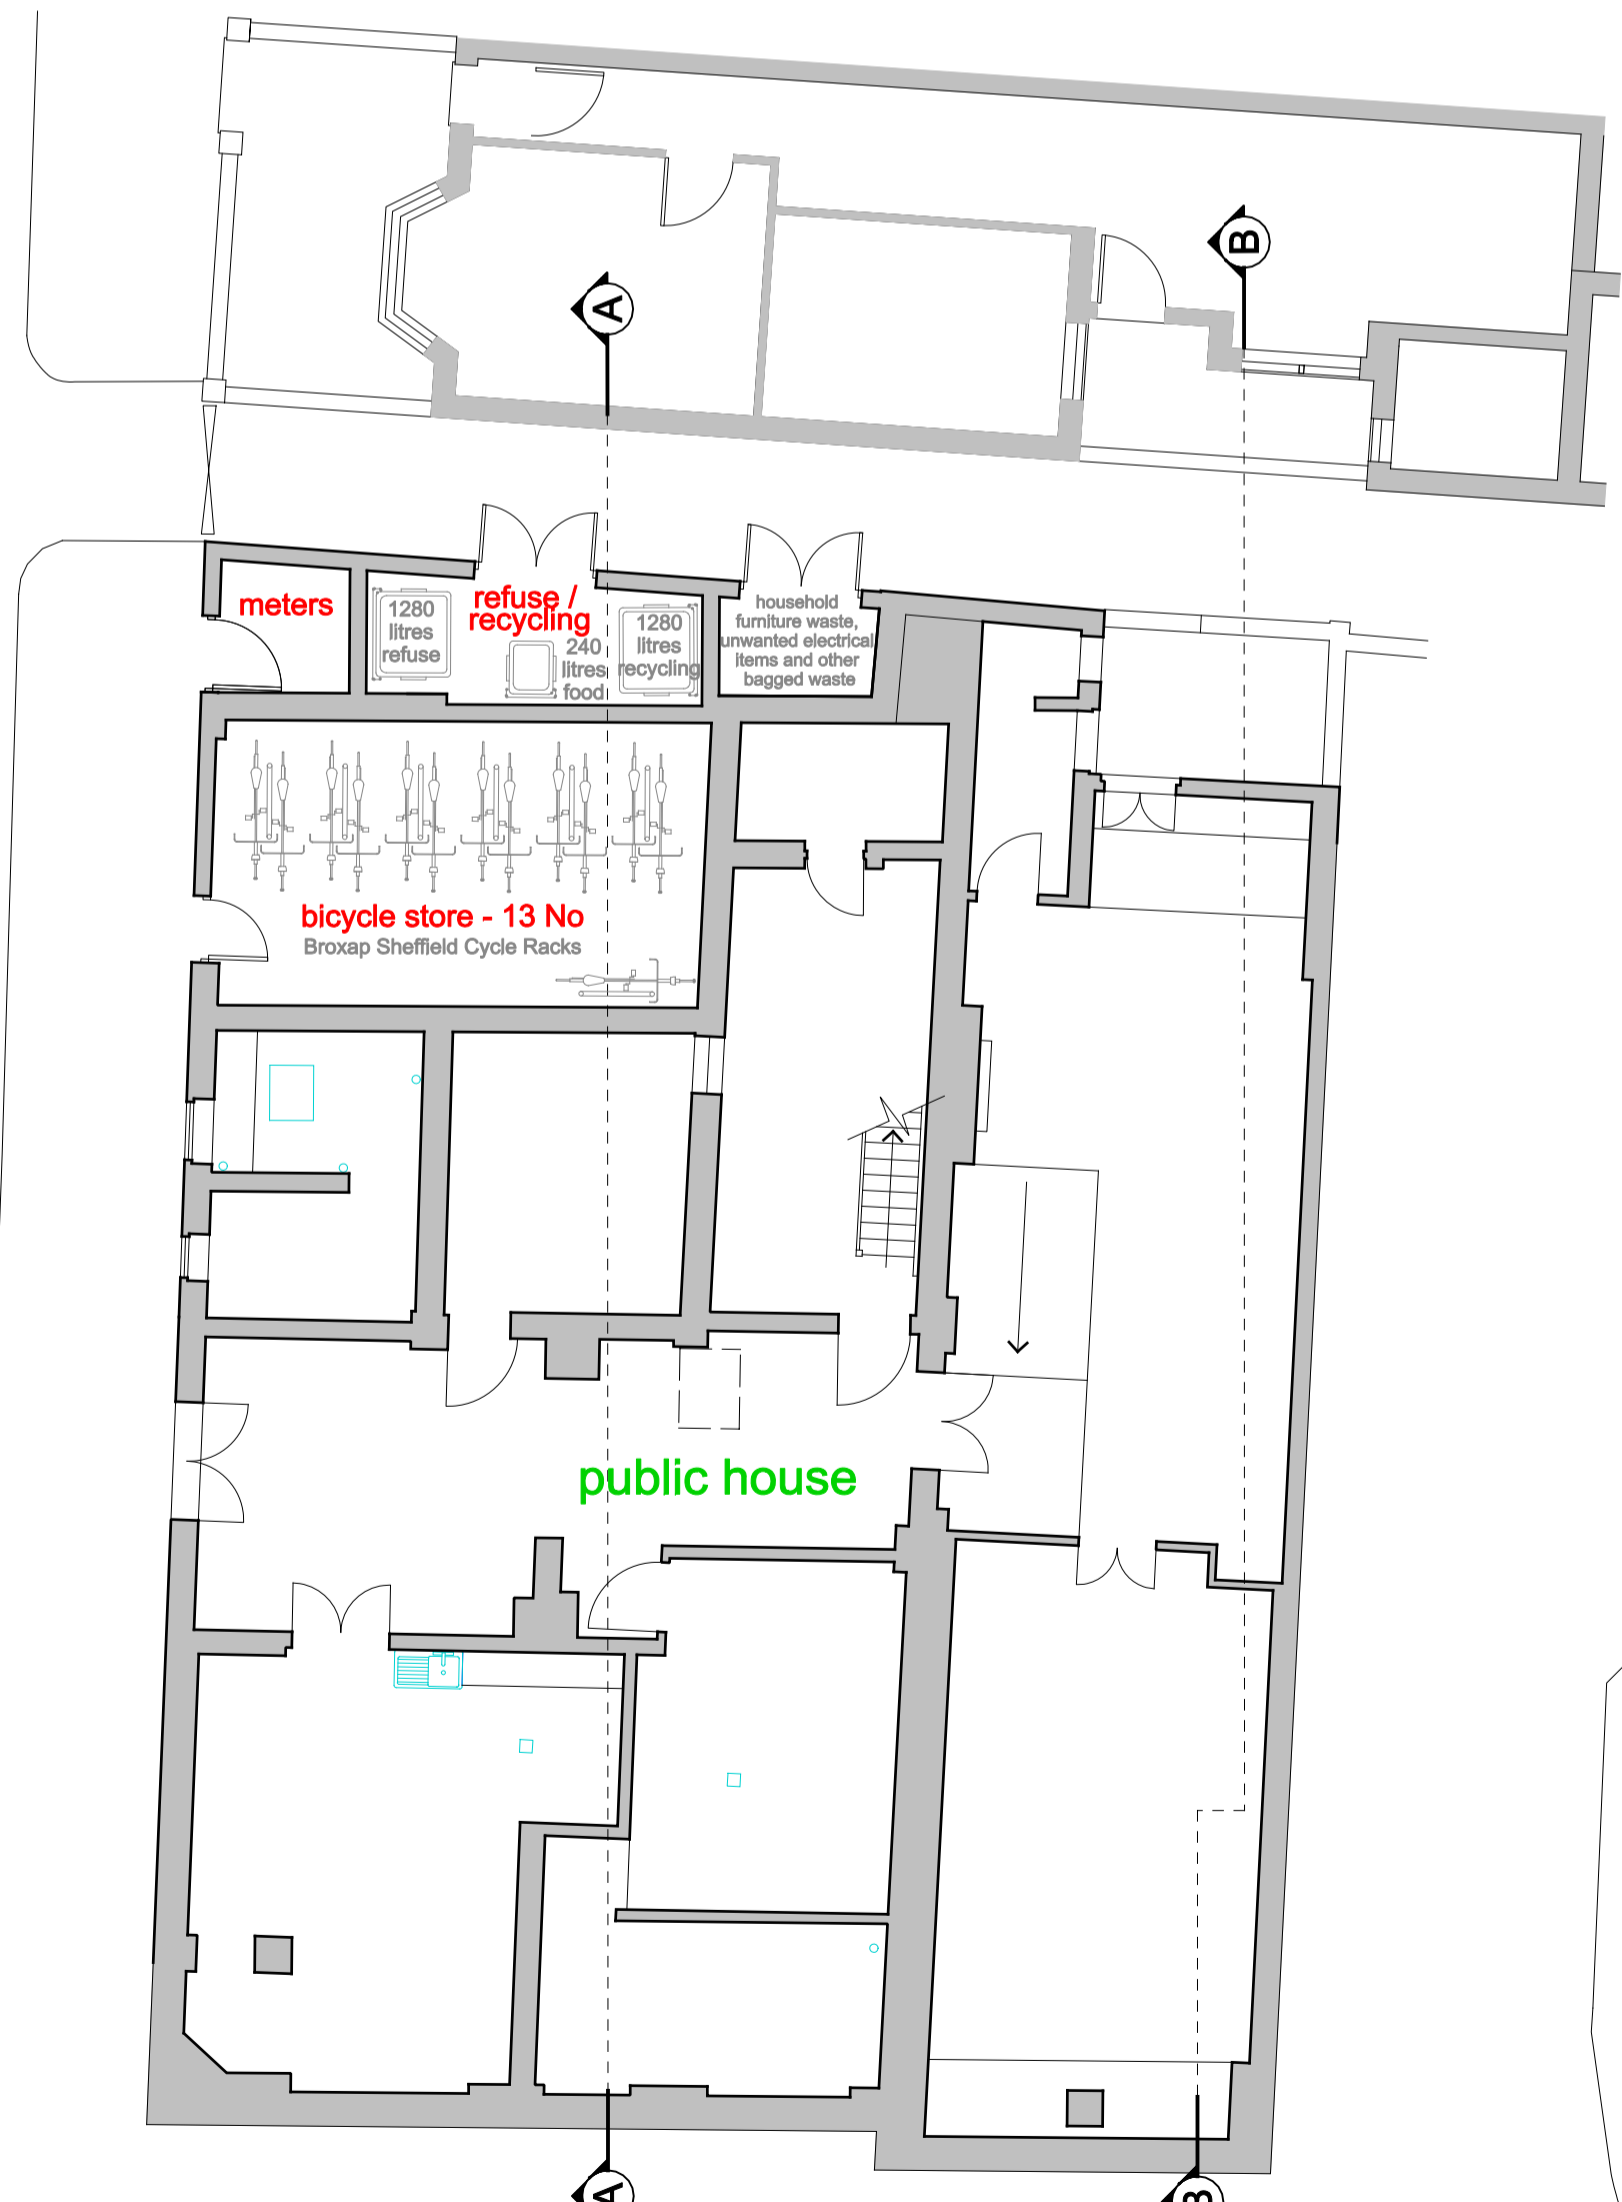 B
A
meters
refuse /
recycling
1280
litres
refuse
240
litres
food
1280
litres
recycling
household
furniture waste,
unwanted electrical
items and other
bagged waste
bicycle store - 13 No
Broxap Sheffield Cycle Racks
public house
A
B